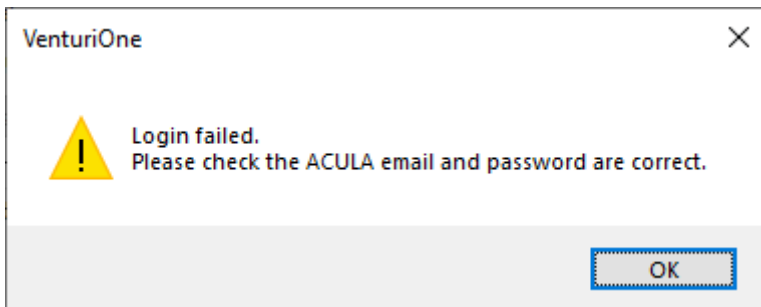 VenturiOne
Login failed.
Please check the ACULA email and password are correct.
OK